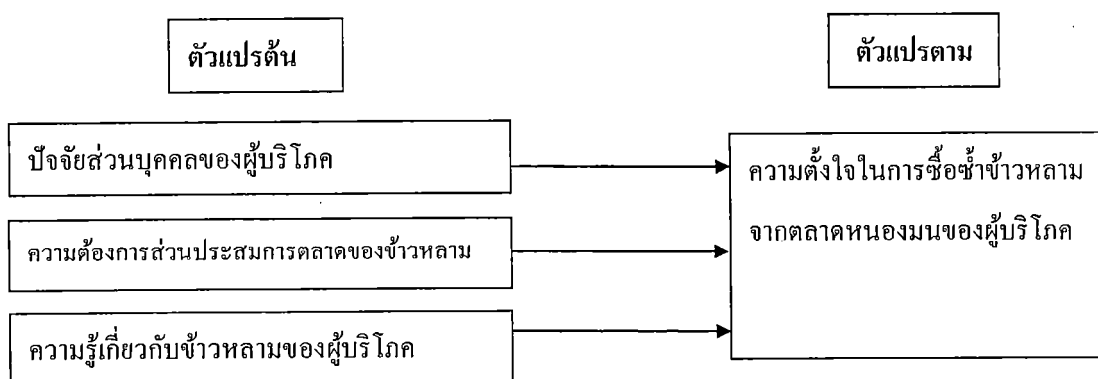 ตัวแปรต้น
ตัวแปรตาม
ปัจจัยส่วนบุคคลของผู้บริโภค
ความต้องการส่วนประสมการตลาดของข้าวหลาม
ความรู้เกี่ยวกับข้าวหลามของผู้บริโภค
ความตั้งใจในการซื้อซ้ำข้าวหลาม
จากตลาดหนองมนของผู้บริโภค